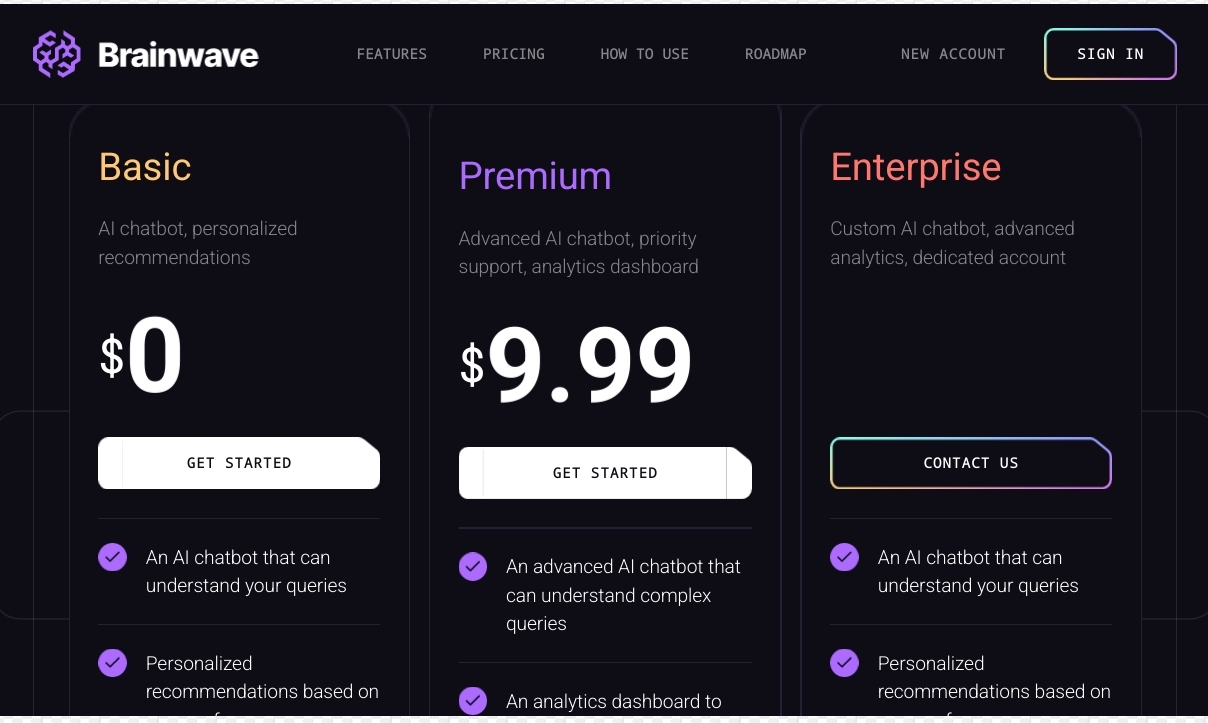 Brainwave
FEATURES
PRICING
HOW TO USE
ROADMAP
NEW ACCOUNT
SIGN IN
Basic
AI chatbot, personalized
recommendations
$0
GET STARTED
An AI chatbot that can
understand your queries
Personalized
recommendations based on
Premium
Advanced AI chatbot, priority
support, analytics dashboard
$9.99
GET STARTED
An advanced AI chatbot that
can understand complex
queries
An analytics dashboard to
Enterprise
Custom AI chatbot, advanced
analytics, dedicated account
CONTACT US
An AI chatbot that can
understand your queries
Personalized
recommendations based on